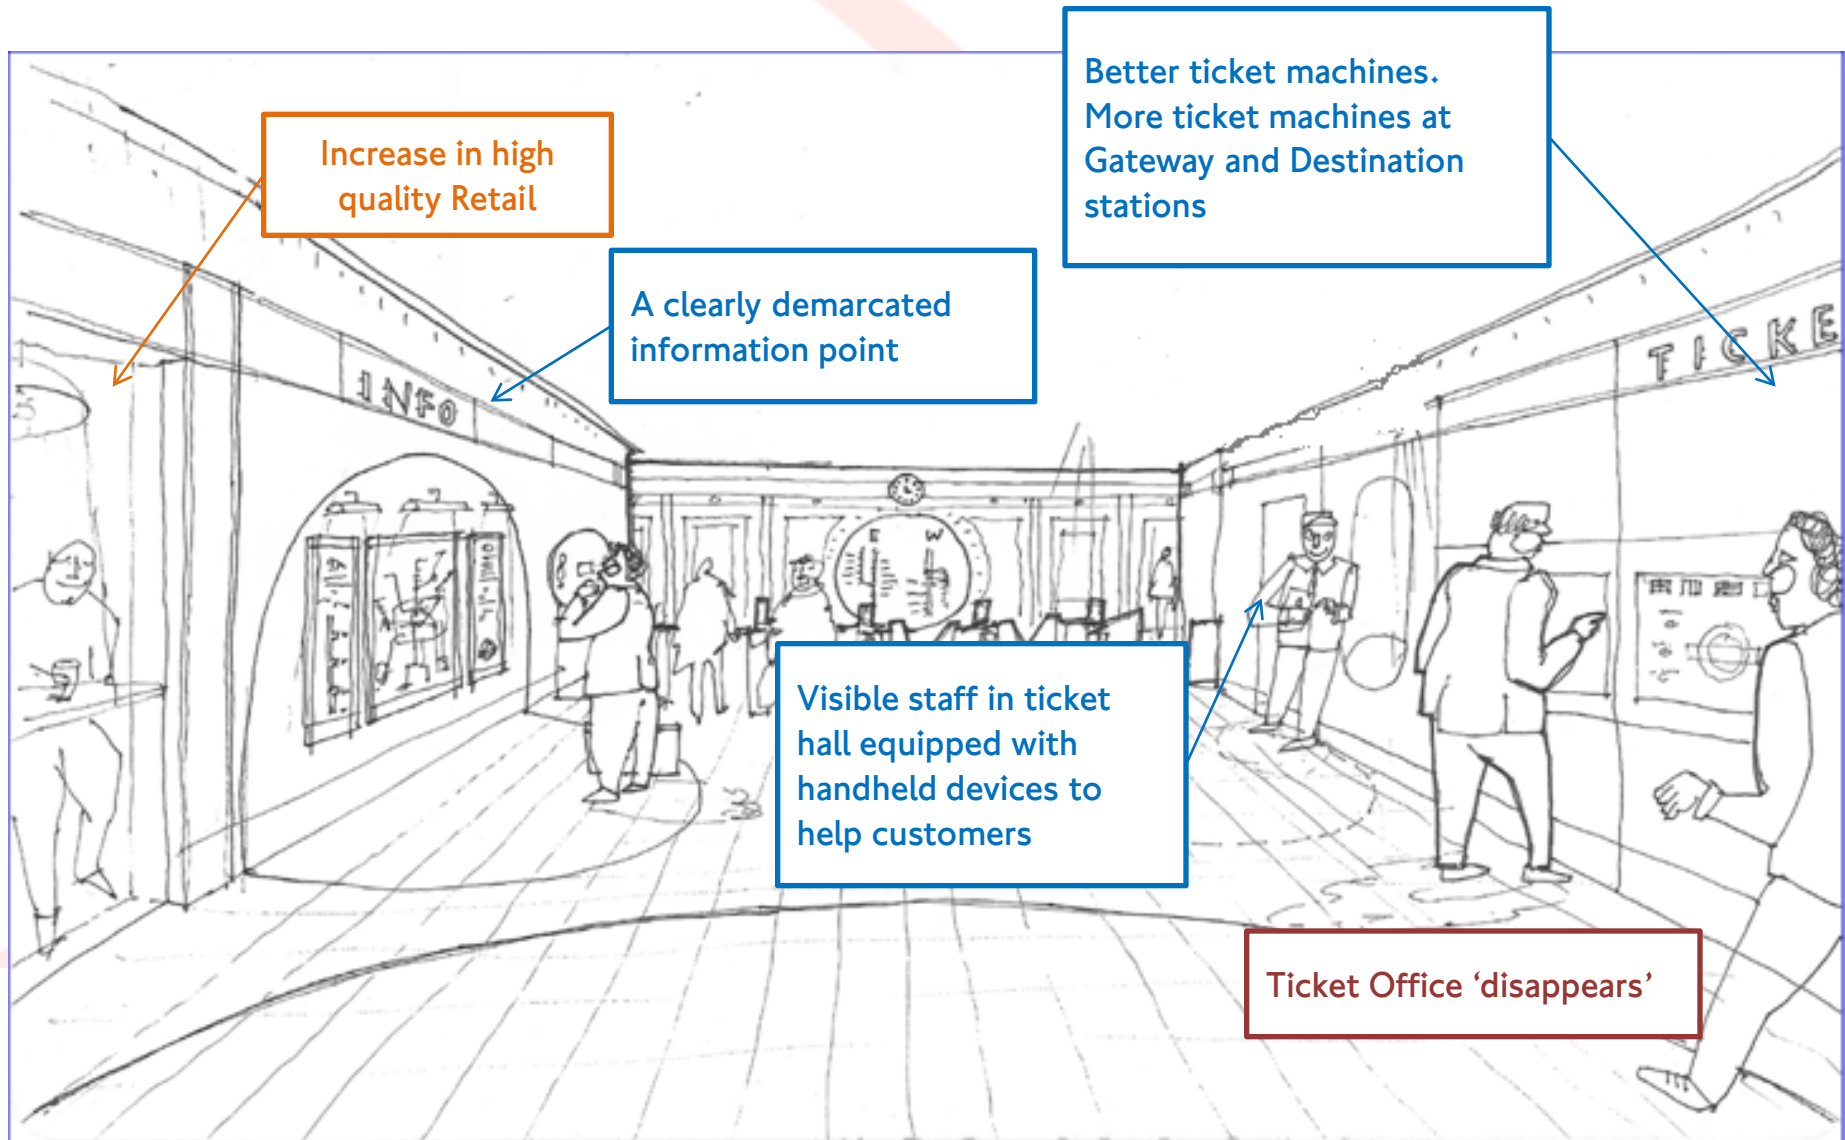 Better ticket machines.
More ticket machines at
Gateway and Destination
stations
Increase in high
quality Retail
A clearly demarcated
information point
INFO
TICKE
E W
Visible staff in ticket
hall equipped with
handheld devices to
help customers
Ticket Office ‘disappears’